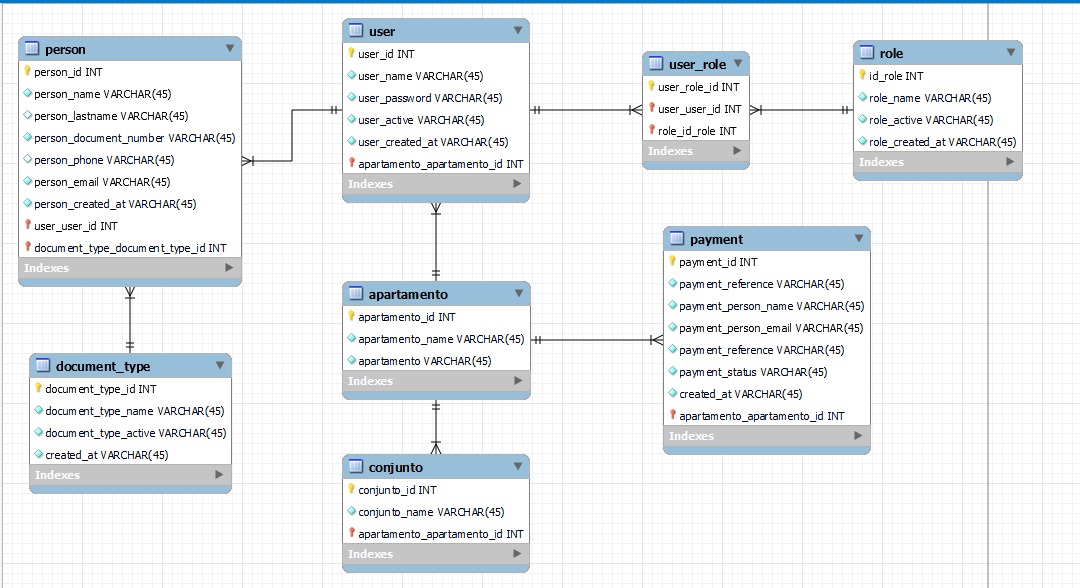 person
person_id INT
person_name VARCHAR(45)
person_lastname VARCHAR(45)
person_document_number VARCHAR(45)
person_phone VARCHAR(45)
person_email VARCHAR(45)
person_created_at VARCHAR(45)
user_user_id INT
document_type_document_type_id INT
Indexes
user
user_id INT
user_name VARCHAR(45)
user_password VARCHAR(45)
user_active VARCHAR(45)
user_created_at VARCHAR(45)
apartamento_apartamento_id INT
Indexes
user_role
user_role_id INT
user_user_id INT
role_id_role INT
Indexes
role
id_role INT
role_name VARCHAR(45)
role_active VARCHAR(45)
role_created_at VARCHAR(45)
Indexes
document_type
document_type_id INT
document_type_name VARCHAR(45)
document_type_active VARCHAR(45)
created_at VARCHAR(45)
Indexes
apartamento
apartamento_id INT
apartamento_name VARCHAR(45)
apartamento VARCHAR(45)
Indexes
payment
payment_id INT
payment_reference VARCHAR(45)
payment_person_name VARCHAR(45)
payment_person_email VARCHAR(45)
payment_reference VARCHAR(45)
payment_status VARCHAR(45)
created_at VARCHAR(45)
apartamento_apartamento_id INT
Indexes
conjunto
conjunto_id INT
conjunto_name VARCHAR(45)
apartamento_apartamento_id INT
Indexes